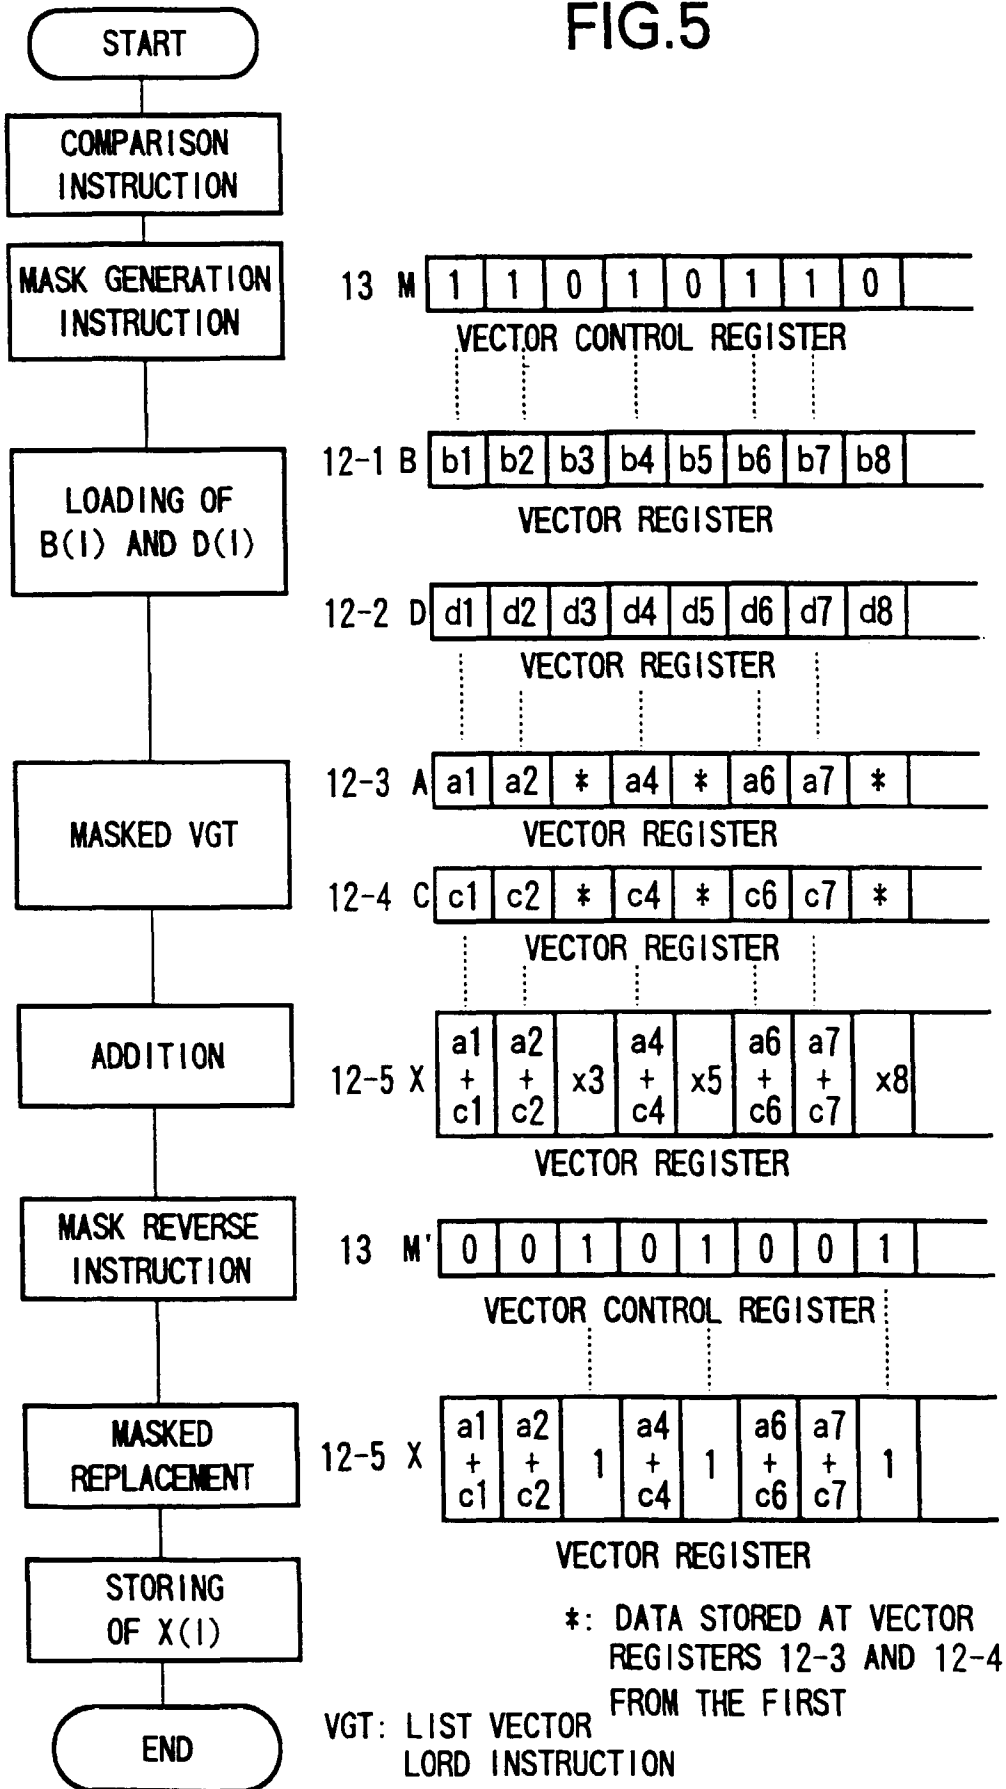 FIG.5
START
COMPARISON
INSTRUCTION
MASK GENERATION
INSTRUCTION
13 M 1 1 0 1 0 1 1 0
VECTOR CONTROL REGISTER
LOADING OF
B(I) AND D(I)
12-1 B b1 b2 b3 b4 b5 b6 b7 b8
VECTOR REGISTER
12-2 D d1 d2 d3 d4 d5 d6 d7 d8
VECTOR REGISTER
MASKED VGT
12-3 A a1 a2 * a4 * a6 a7 *
VECTOR REGISTER
12-4 C c1 c2 * c4 * c6 c7 *
VECTOR REGISTER
ADDITION
12-5 X
a1 a2 a4 a6 a7
+ + x3 + x5 + + x8
c1 c2 c4 c6 c7
VECTOR REGISTER
MASK REVERSE
INSTRUCTION
13 M' 0 0 1 0 1 0 0 1
VECTOR CONTROL REGISTER
MASKED
REPLACEMENT
12-5 X
a1 a2 a4 a6 a7
+ + 1 + 1 + + 1
c1 c2 c4 c6 c7
VECTOR REGISTER
STORING
OF X(I)
END
*: DATA STORED AT VECTOR
REGISTERS 12-3 AND 12-4
FROM THE FIRST
VGT: LIST VECTOR
LORD INSTRUCTION